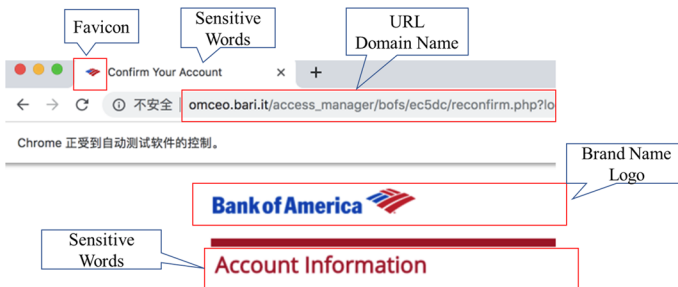 Favicon
Sensitive
Words
URL
Domain Name
Confirm Your Account
不安全
omceo.bari.it/access_manager/bofs/ec5dc/reconfirm.php?lo
Chrome 正受到自动测试软件的控制。
Brand Name
Logo
Bank of America
Sensitive
Words
Account Information